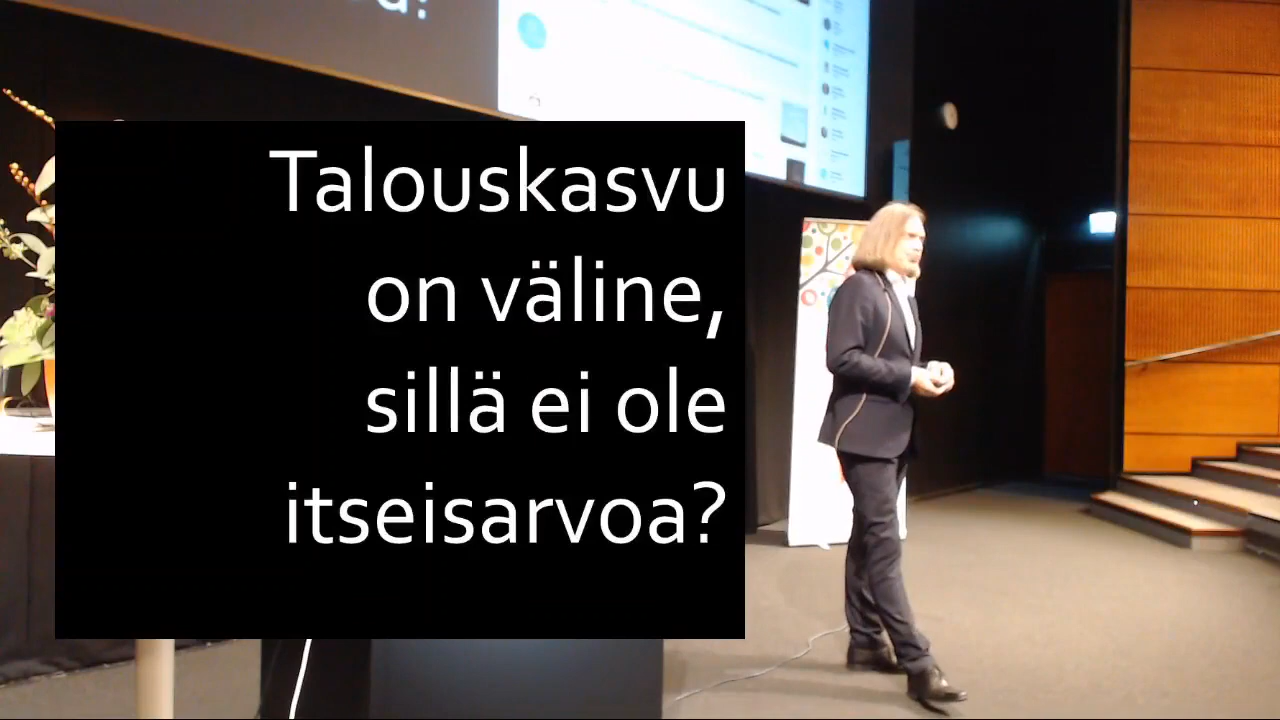 Talouskasvu
on väline,
sillä ei ole
itseisarvoa?